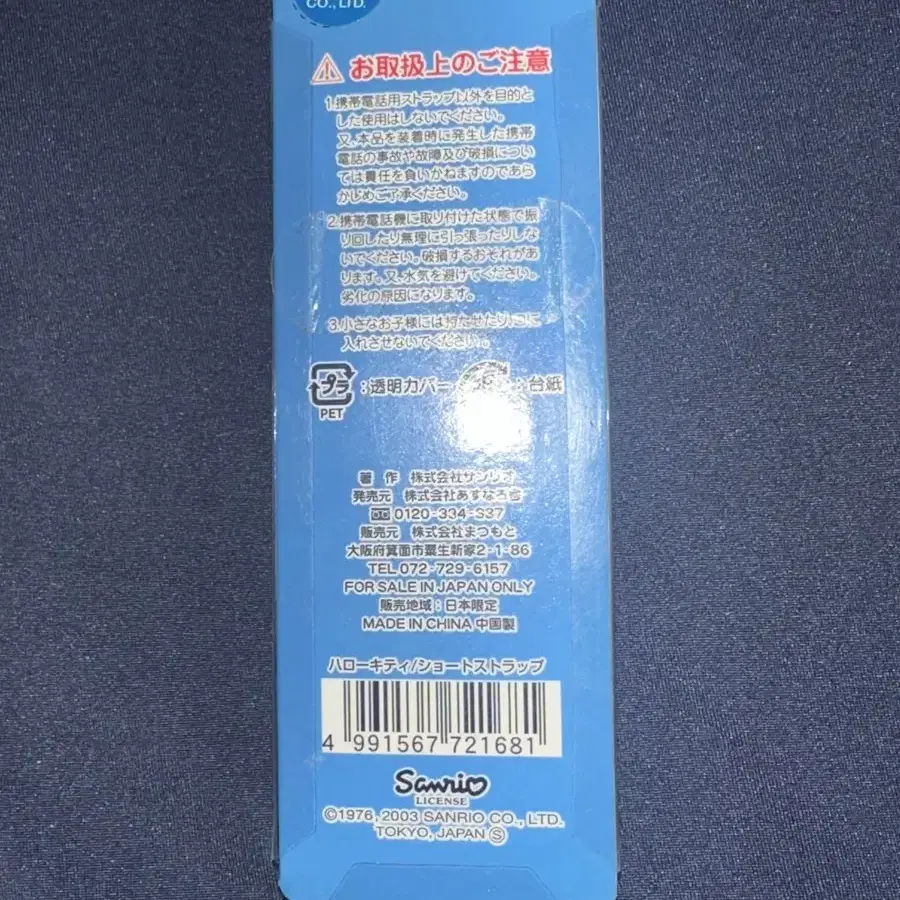 CO., LTD.
お取扱上のご注意
1.携帯電話用ストラップ以外を目的と
した使用はしないでください。
又、本品を装着時に発生した携帯
電話の事故や故障及び破損につい
ては責任を負いかねますのであら
かじめご了承ください。
2.携帯電話機に取り付けた状態で振
り回したり無理に引っ張ったりしな
いでください。破損するおそれがあ
ります。又、水気を避けてください。
劣化の原因になります。
3.小さなお子様には持たせたり、口に
入れさせないでください。
プラ :透明カバー :台紙
PET
著 作 株式会社サンリオ
発売元 株式会社あすなろ舎
0120-334-337
販売元 株式会社まつもと
大阪府箕面市粟生新家2-1-86
TEL 072-729-6157
FOR SALE IN JAPAN ONLY
販売地域:日本限定
MADE IN CHINA 中国製
ハローキティ/ショートストラップ
4 991567 721681
Sanrio
LICENSE
©1976, 2003 SANRIO CO., LTD.
TOKYO, JAPAN Ⓢ